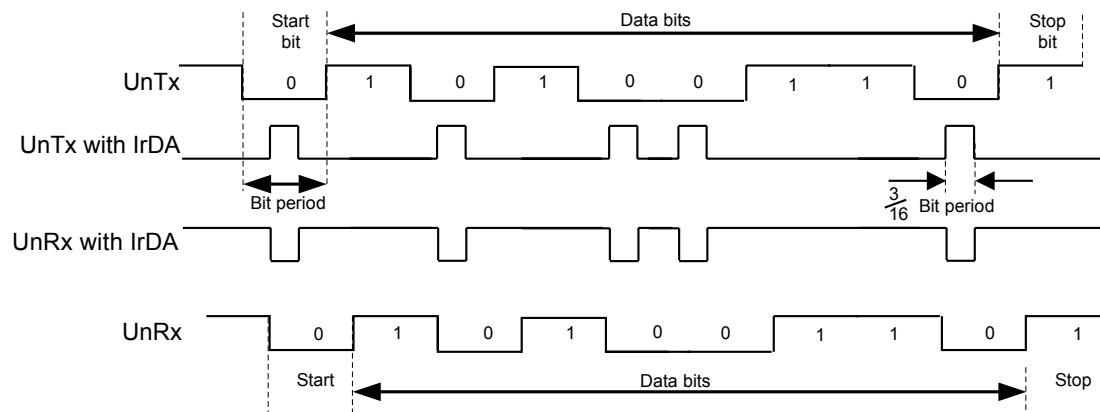 Start bit
Data bits
Stop bit
UnTx
0 1 0 1 0 0 1 1 0 1
UnTx with IrDA
Bit period
3/16 Bit period
UnRx with IrDA
UnRx
0 1 0 1 0 0 1 1 0 1
Start
Data bits
Stop